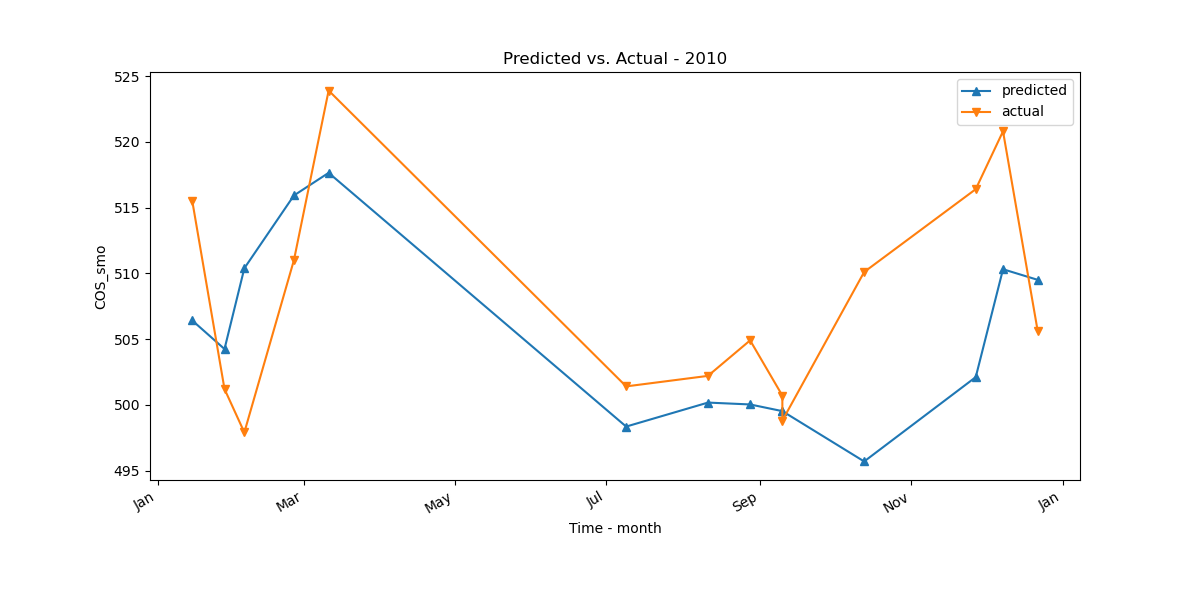 Predicted vs. Actual - 2010
predicted
actual
COS_smo
525
520
515
510
505
500
495
Jan
Mar
May
Jul
Sep
Nov
Jan
Time - month